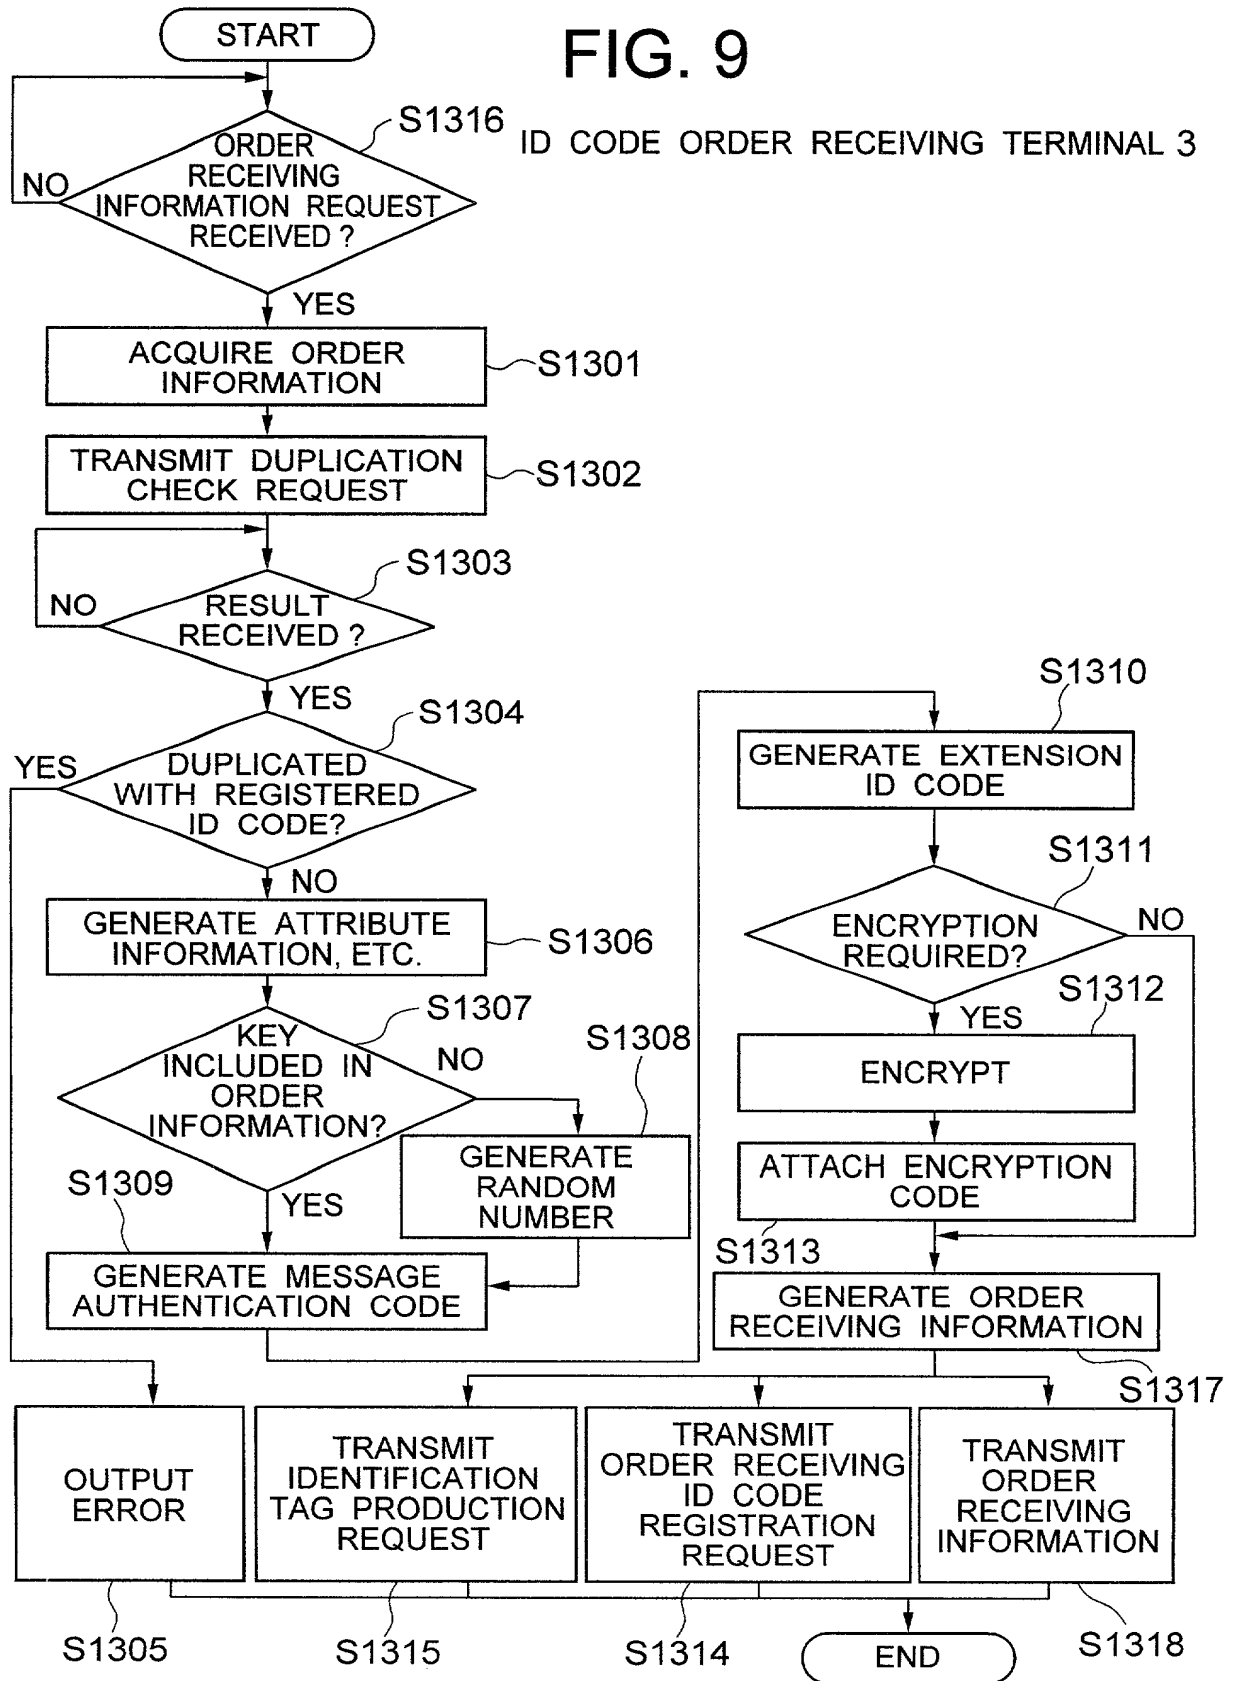 START
FIG. 9
ID CODE ORDER RECEIVING TERMINAL 3
S1316
ORDER
RECEIVING
INFORMATION REQUEST
RECEIVED ?
NO
YES
ACQUIRE ORDER
INFORMATION
S1301
TRANSMIT DUPLICATION
CHECK REQUEST
S1302
S1303
NO
RESULT
RECEIVED ?
YES
S1304
YES
DUPLICATED
WITH REGISTERED
ID CODE?
NO
GENERATE ATTRIBUTE
INFORMATION, ETC.
S1306
S1307
KEY
INCLUDED IN
ORDER
INFORMATION?
NO
S1308
GENERATE
RANDOM
NUMBER
YES
S1309
GENERATE MESSAGE
AUTHENTICATION CODE
S1310
GENERATE EXTENSION
ID CODE
S1311
ENCRYPTION
REQUIRED?
NO
YES
S1312
ENCRYPT
ATTACH ENCRYPTION
CODE
S1313
GENERATE ORDER
RECEIVING INFORMATION
S1317
OUTPUT
ERROR
S1305
TRANSMIT
IDENTIFICATION
TAG PRODUCTION
REQUEST
S1315
TRANSMIT
ORDER RECEIVING
ID CODE
REGISTRATION
REQUEST
S1314
TRANSMIT
ORDER
RECEIVING
INFORMATION
S1318
END